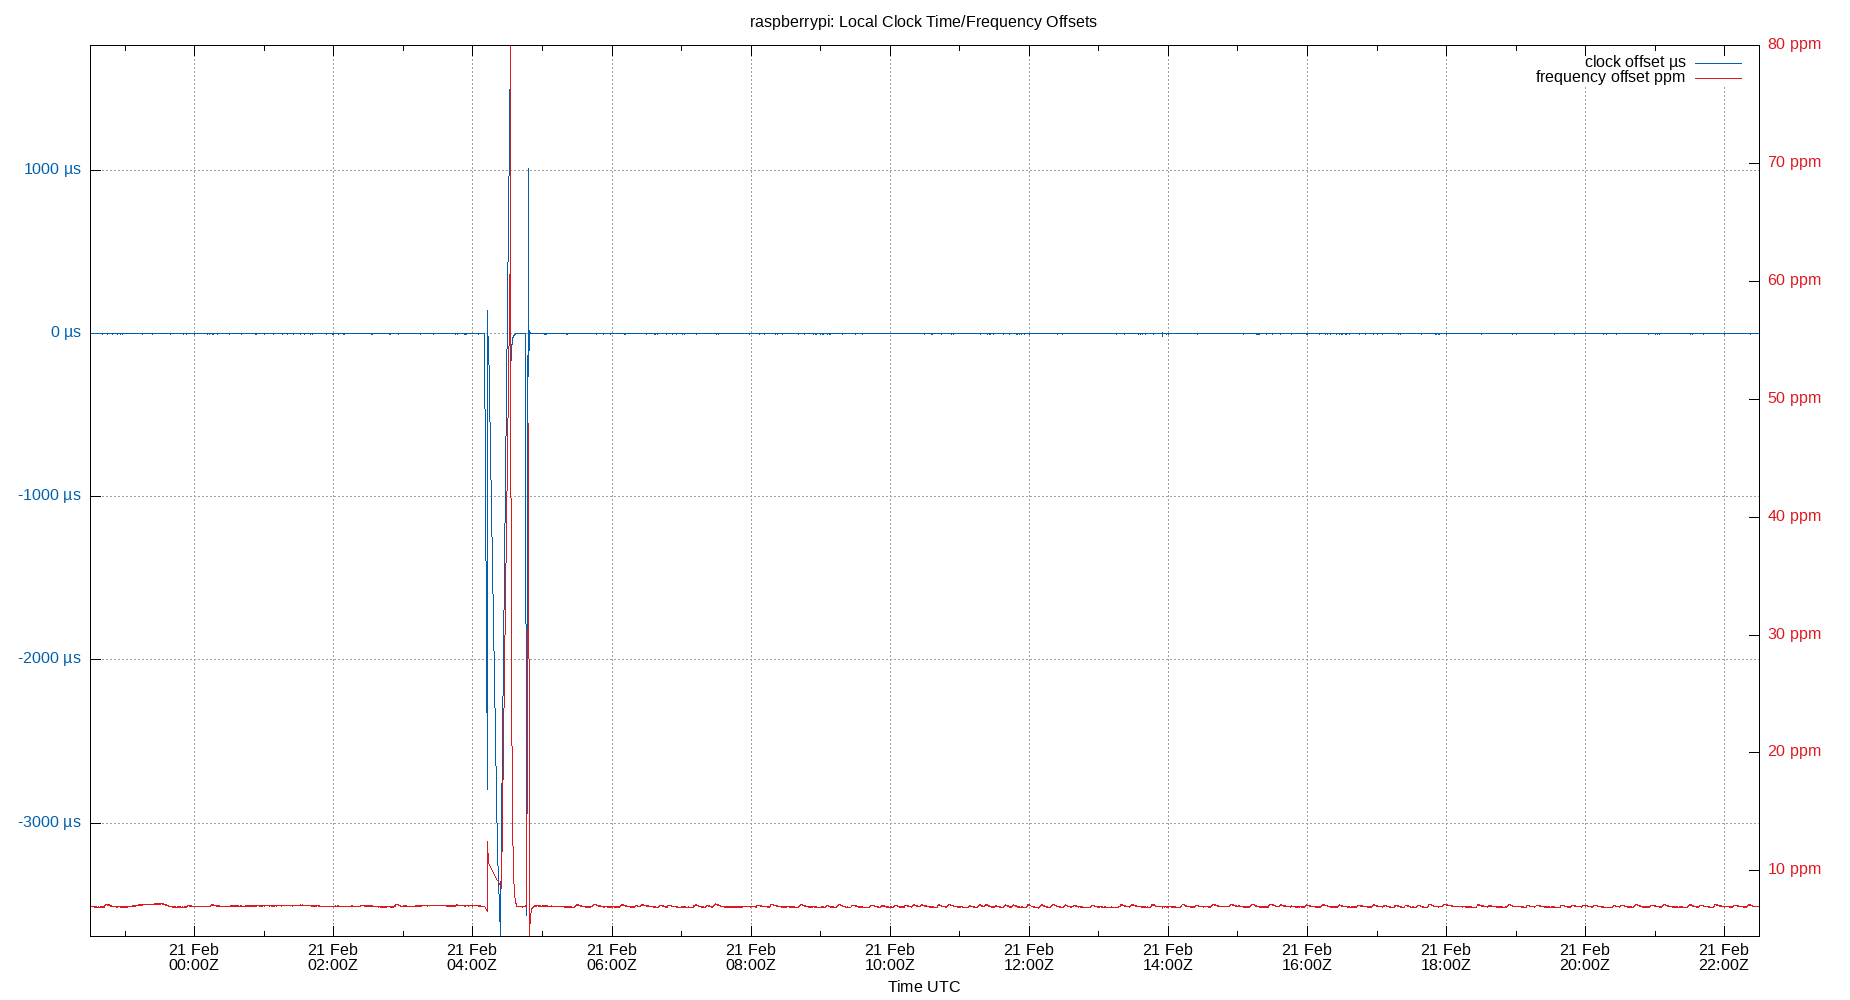 raspberrypi: Local Clock Time/Frequency Offsets
clock offset µs
frequency offset ppm
1000 µs
0 µs
-1000 µs
-2000 µs
-3000 µs
80 ppm
70 ppm
60 ppm
50 ppm
40 ppm
30 ppm
20 ppm
10 ppm
21 Feb 21 Feb 21 Feb 21 Feb 21 Feb 21 Feb 21 Feb 21 Feb 21 Feb 21 Feb 21 Feb 21 Feb
00:00Z 02:00Z 04:00Z 06:00Z 08:00Z 10:00Z 12:00Z 14:00Z 16:00Z 18:00Z 20:00Z 22:00Z
Time UTC